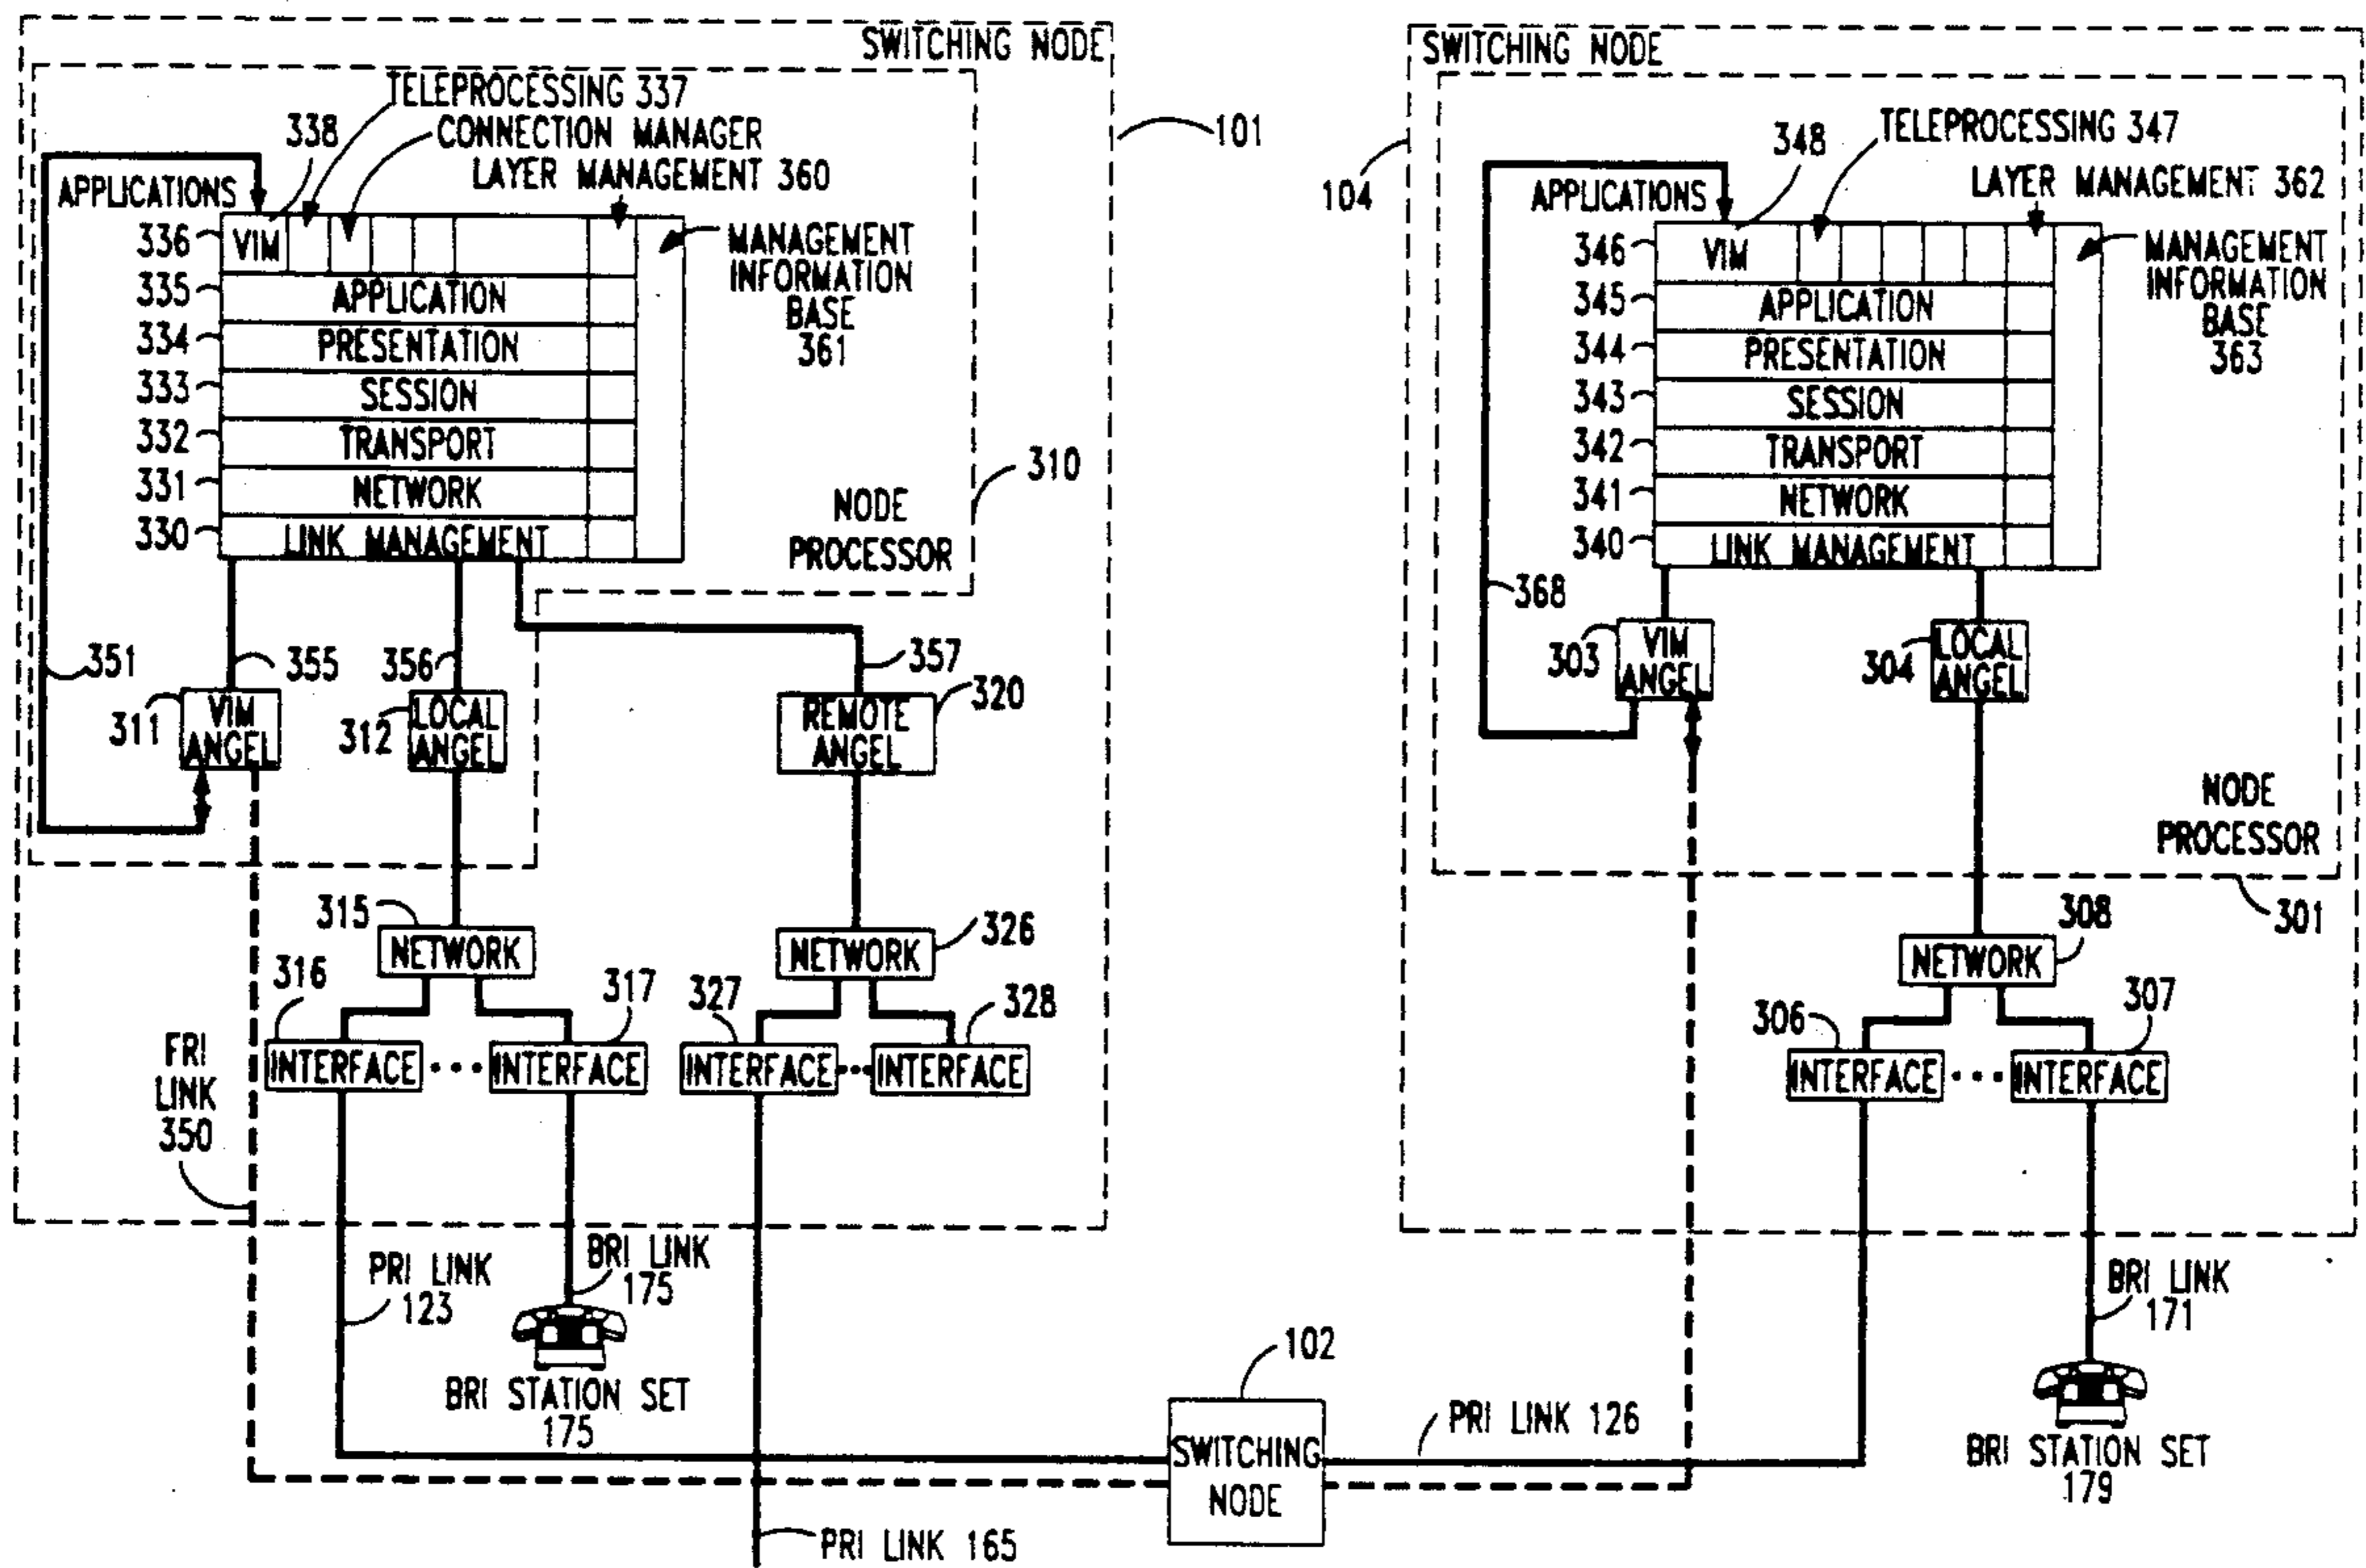 SWITCHING NODE
TELEPROCESSING 337
338
CONNECTION MANAGER
LAYER MANAGEMENT 360
101
APPLICATIONS
336
VIM
MANAGEMENT
INFORMATION
BASE
361
335
APPLICATION
334
PRESENTATION
333
SESSION
332
TRANSPORT
331
NETWORK
330
LINK MANAGEMENT
NODE
PROCESSOR
310
351
355
356
357
311
VIM
ANGEL
312
LOCAL
ANGEL
REMOTE
ANGEL
320
315
NETWORK
NETWORK
326
316
317
327
328
INTERFACE
INTERFACE
INTERFACE
INTERFACE
FRI
LINK
350
PRI LINK
123
BRI LINK
175
BRI STATION SET
175
PRI LINK 165
102
SWITCHING
NODE
PRI LINK 126
SWITCHING NODE
104
348
TELEPROCESSING 347
LAYER MANAGEMENT 362
APPLICATIONS
346
VIM
MANAGEMENT
INFORMATION
BASE
363
345
APPLICATION
344
PRESENTATION
343
SESSION
342
TRANSPORT
341
NETWORK
340
LINK MANAGEMENT
368
303
VIM
ANGEL
304
LOCAL
ANGEL
NODE
PROCESSOR
301
308
NETWORK
306
307
INTERFACE
INTERFACE
BRI LINK
171
BRI STATION SET
179